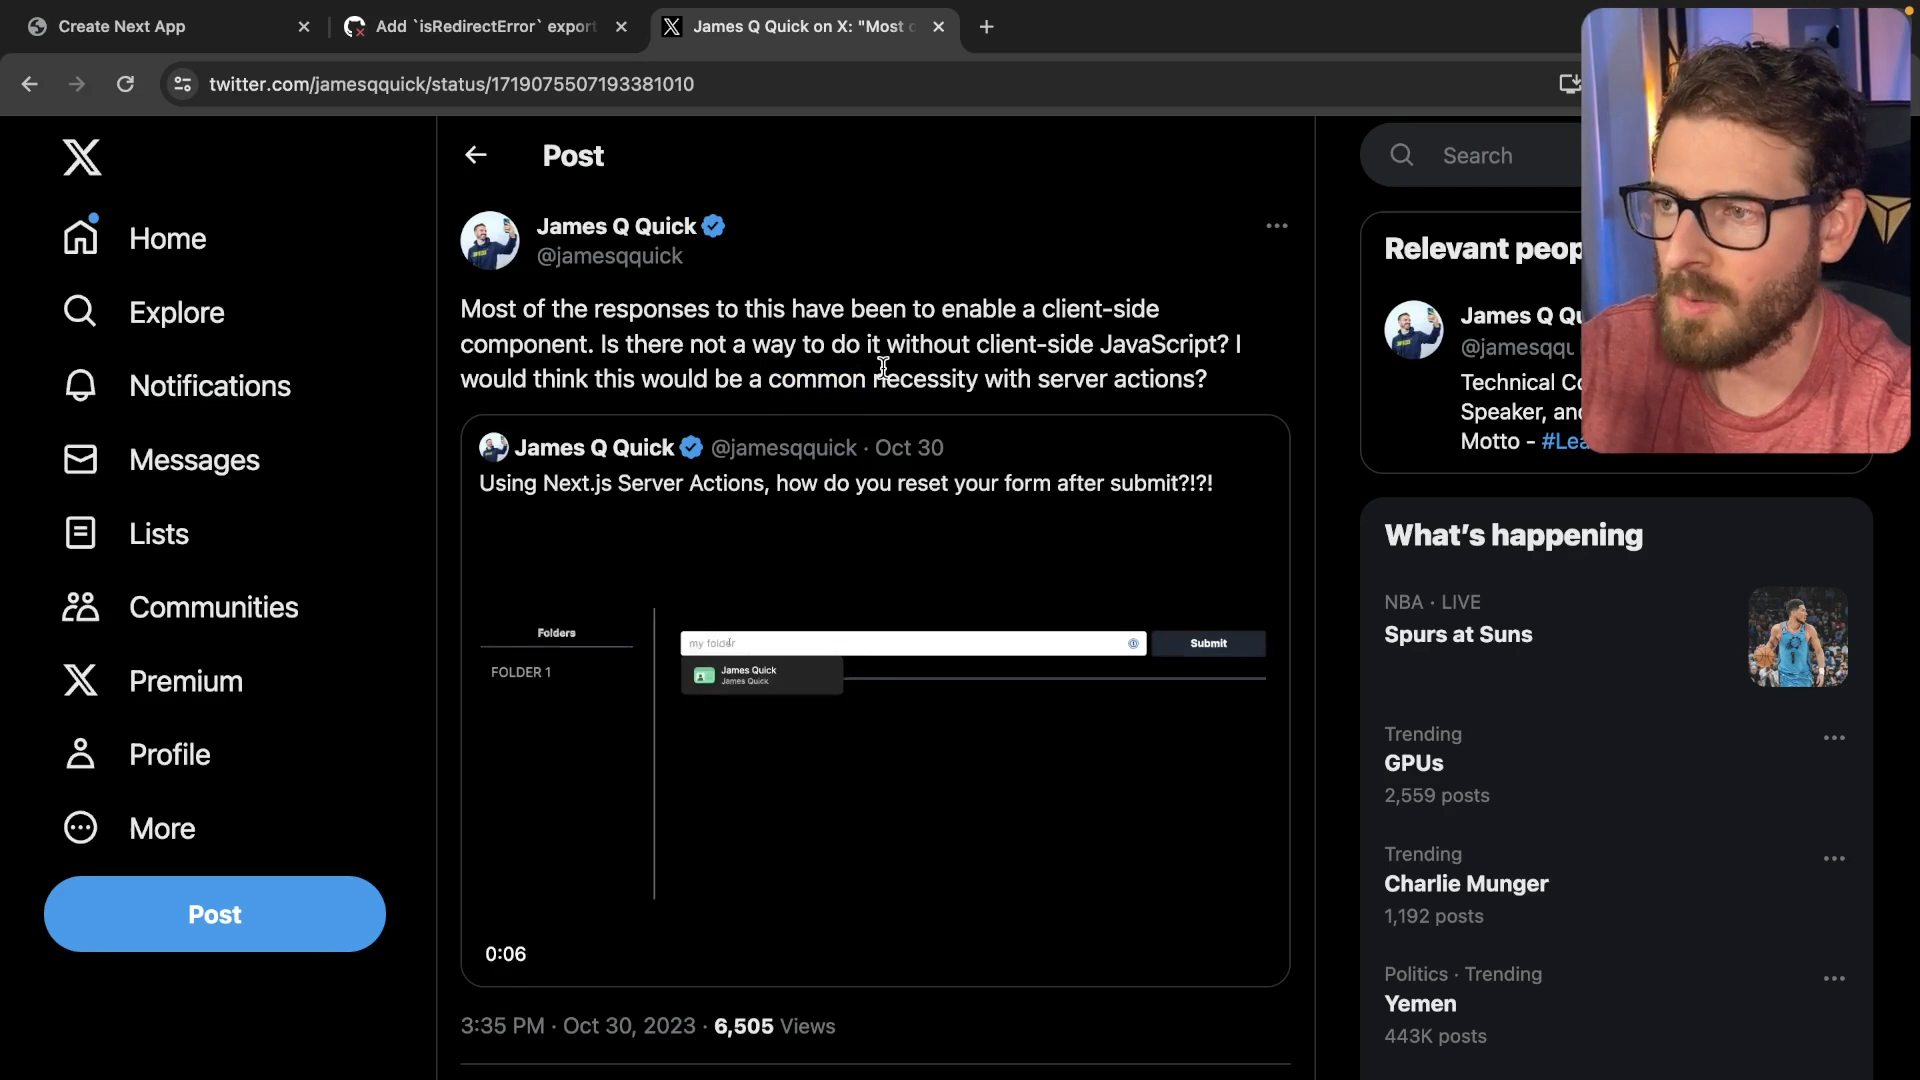 Create Next App
Add `isRedirectError` export
James Q Quick on X: "Most o
twitter.com/jamesqquick/status/1719075507193381010
Home
Explore
Notifications
Messages
Lists
Communities
Premium
Profile
More
Post
Post
James Q Quick
@jamesqquick
Most of the responses to this have been to enable a client-side
component. Is there not a way to do it without client-side JavaScript? I
would think this would be a common necessity with server actions?
James Q Quick @jamesqquick · Oct 30
Using Next.js Server Actions, how do you reset your form after submit?!?!
Folders
FOLDER 1
my folder
Submit
James Quick
James Quick
0:06
3:35 PM · Oct 30, 2023 · 6,505 Views
Search
Relevant peop
James Q Qu
@jamesqqu
Technical Co
Speaker, and
Motto - #Lea
What's happening
NBA · LIVE
Spurs at Suns
Trending
GPUs
2,559 posts
Trending
Charlie Munger
1,192 posts
Politics · Trending
Yemen
443K posts